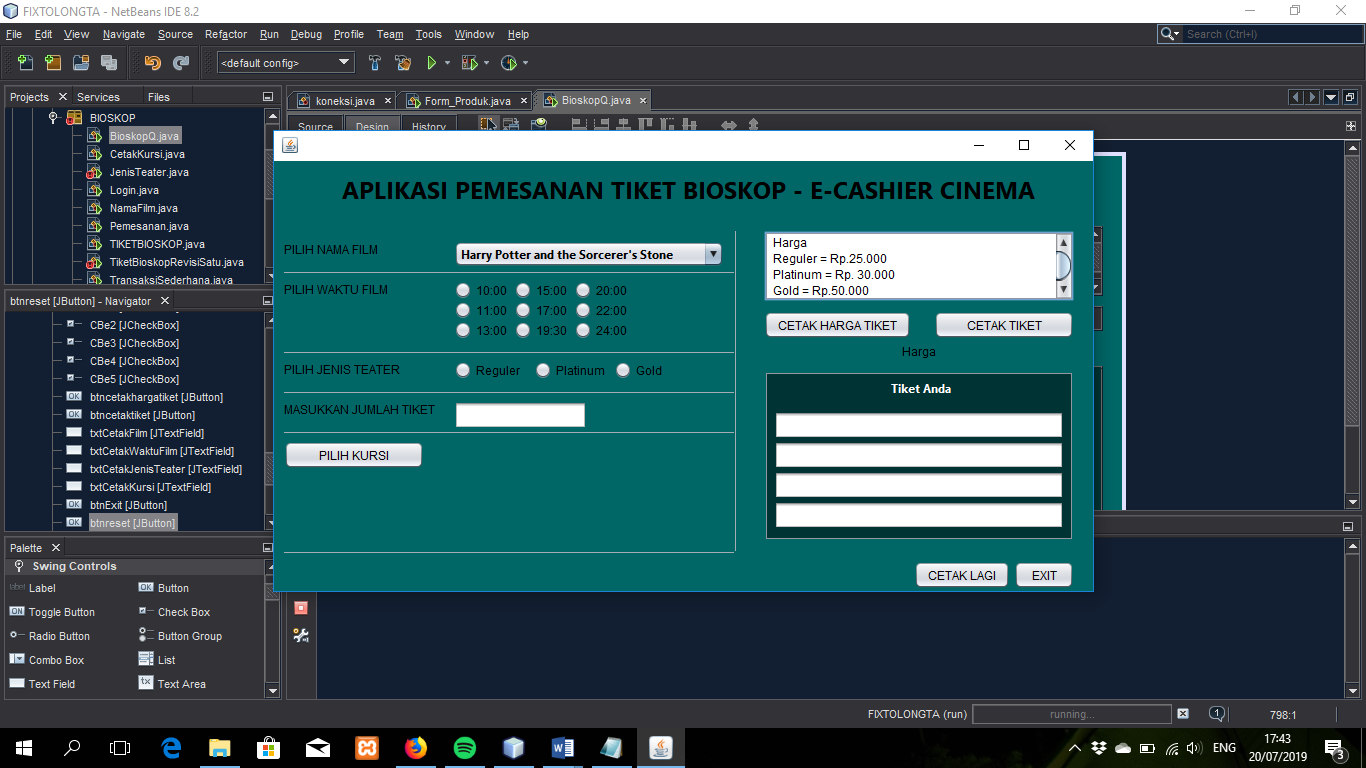 FIXTOLONGTA - NetBeans IDE 8.2
File Edit View Navigate Source Refactor Run Debug Profile Team Tools Window Help
Search (Ctrl+I)
<default config>
Projects Services Files
koneksi.java Form_Produk.java BioskopQ.java
Source Design History
BIOSKOP
BioskopQ.java
CetakKursi.java
JenisTeater.java
Login.java
NamaFilm.java
Pemesanan.java
TIKETBIOSKOP.java
TiketBioskopRevisiSatu.java
TransaksiSederhana.java
btnreset [JButton] - Navigator
CBe2 [JCheckBox]
CBe3 [JCheckBox]
CBe4 [JCheckBox]
CBe5 [JCheckBox]
btncetakhargatiket [JButton]
btncetaktiket [JButton]
txtCetakFilm [JTextField]
txtCetakWaktuFilm [JTextField]
txtCetakJenisTeater [JTextField]
txtCetakKursi [JTextField]
btnExit [JButton]
btnreset [JButton]
Palette
Swing Controls
Label Button
Toggle Button Check Box
Radio Button Button Group
Combo Box List
Text Field Text Area
APLIKASI PEMESANAN TIKET BIOSKOP - E-CASHIER CINEMA
PILIH NAMA FILM Harry Potter and the Sorcerer's Stone
PILIH WAKTU FILM 10:00 15:00 20:00
11:00 17:00 22:00
13:00 19:30 24:00
PILIH JENIS TEATER Reguler Platinum Gold
MASUKKAN JUMLAH TIKET
PILIH KURSI
Harga
Reguler = Rp.25.000
Platinum = Rp. 30.000
Gold = Rp.50.000
CETAK HARGA TIKET CETAK TIKET
Harga
Tiket Anda
CETAK LAGI EXIT
FIXTOLONGTA (run) running... 1 798:1
ENG 17:43
20/07/2019 3